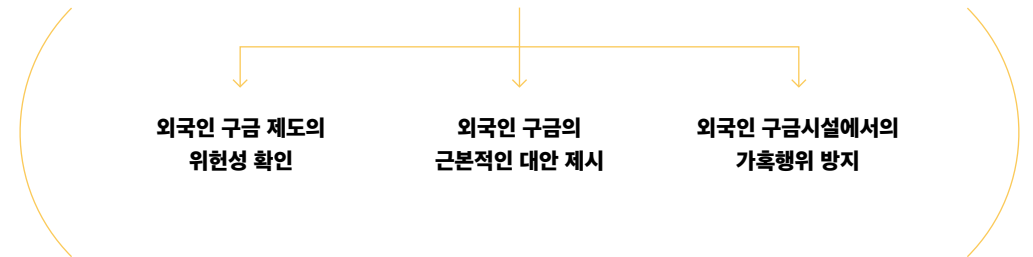 외국인 구금 제도의
위헌성 확인
외국인 구금의
근본적인 대안 제시
외국인 구금시설에서의
가혹행위 방지